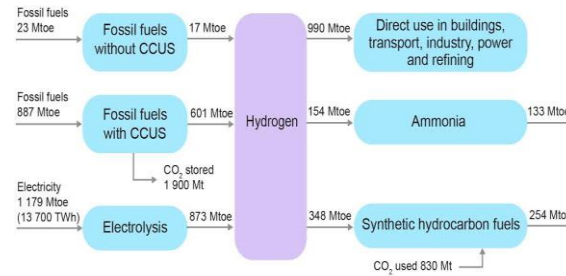 Fossil fuels
23 Mtoe
Fossil fuels
without CCUS
17 Mtoe
990 Mtoe
Direct use in buildings,
transport, industry, power
and refining
Fossil fuels
887 Mtoe
Fossil fuels
with CCUS
601 Mtoe
Hydrogen
154 Mtoe
Ammonia
133 Mtoe
CO₂ stored
1 900 Mt
Electricity
1 179 Mtoe
(13 700 TWh)
Electrolysis
873 Mtoe
348 Mtoe
Synthetic hydrocarbon fuels
254 Mtoe
CO₂ used 830 Mt